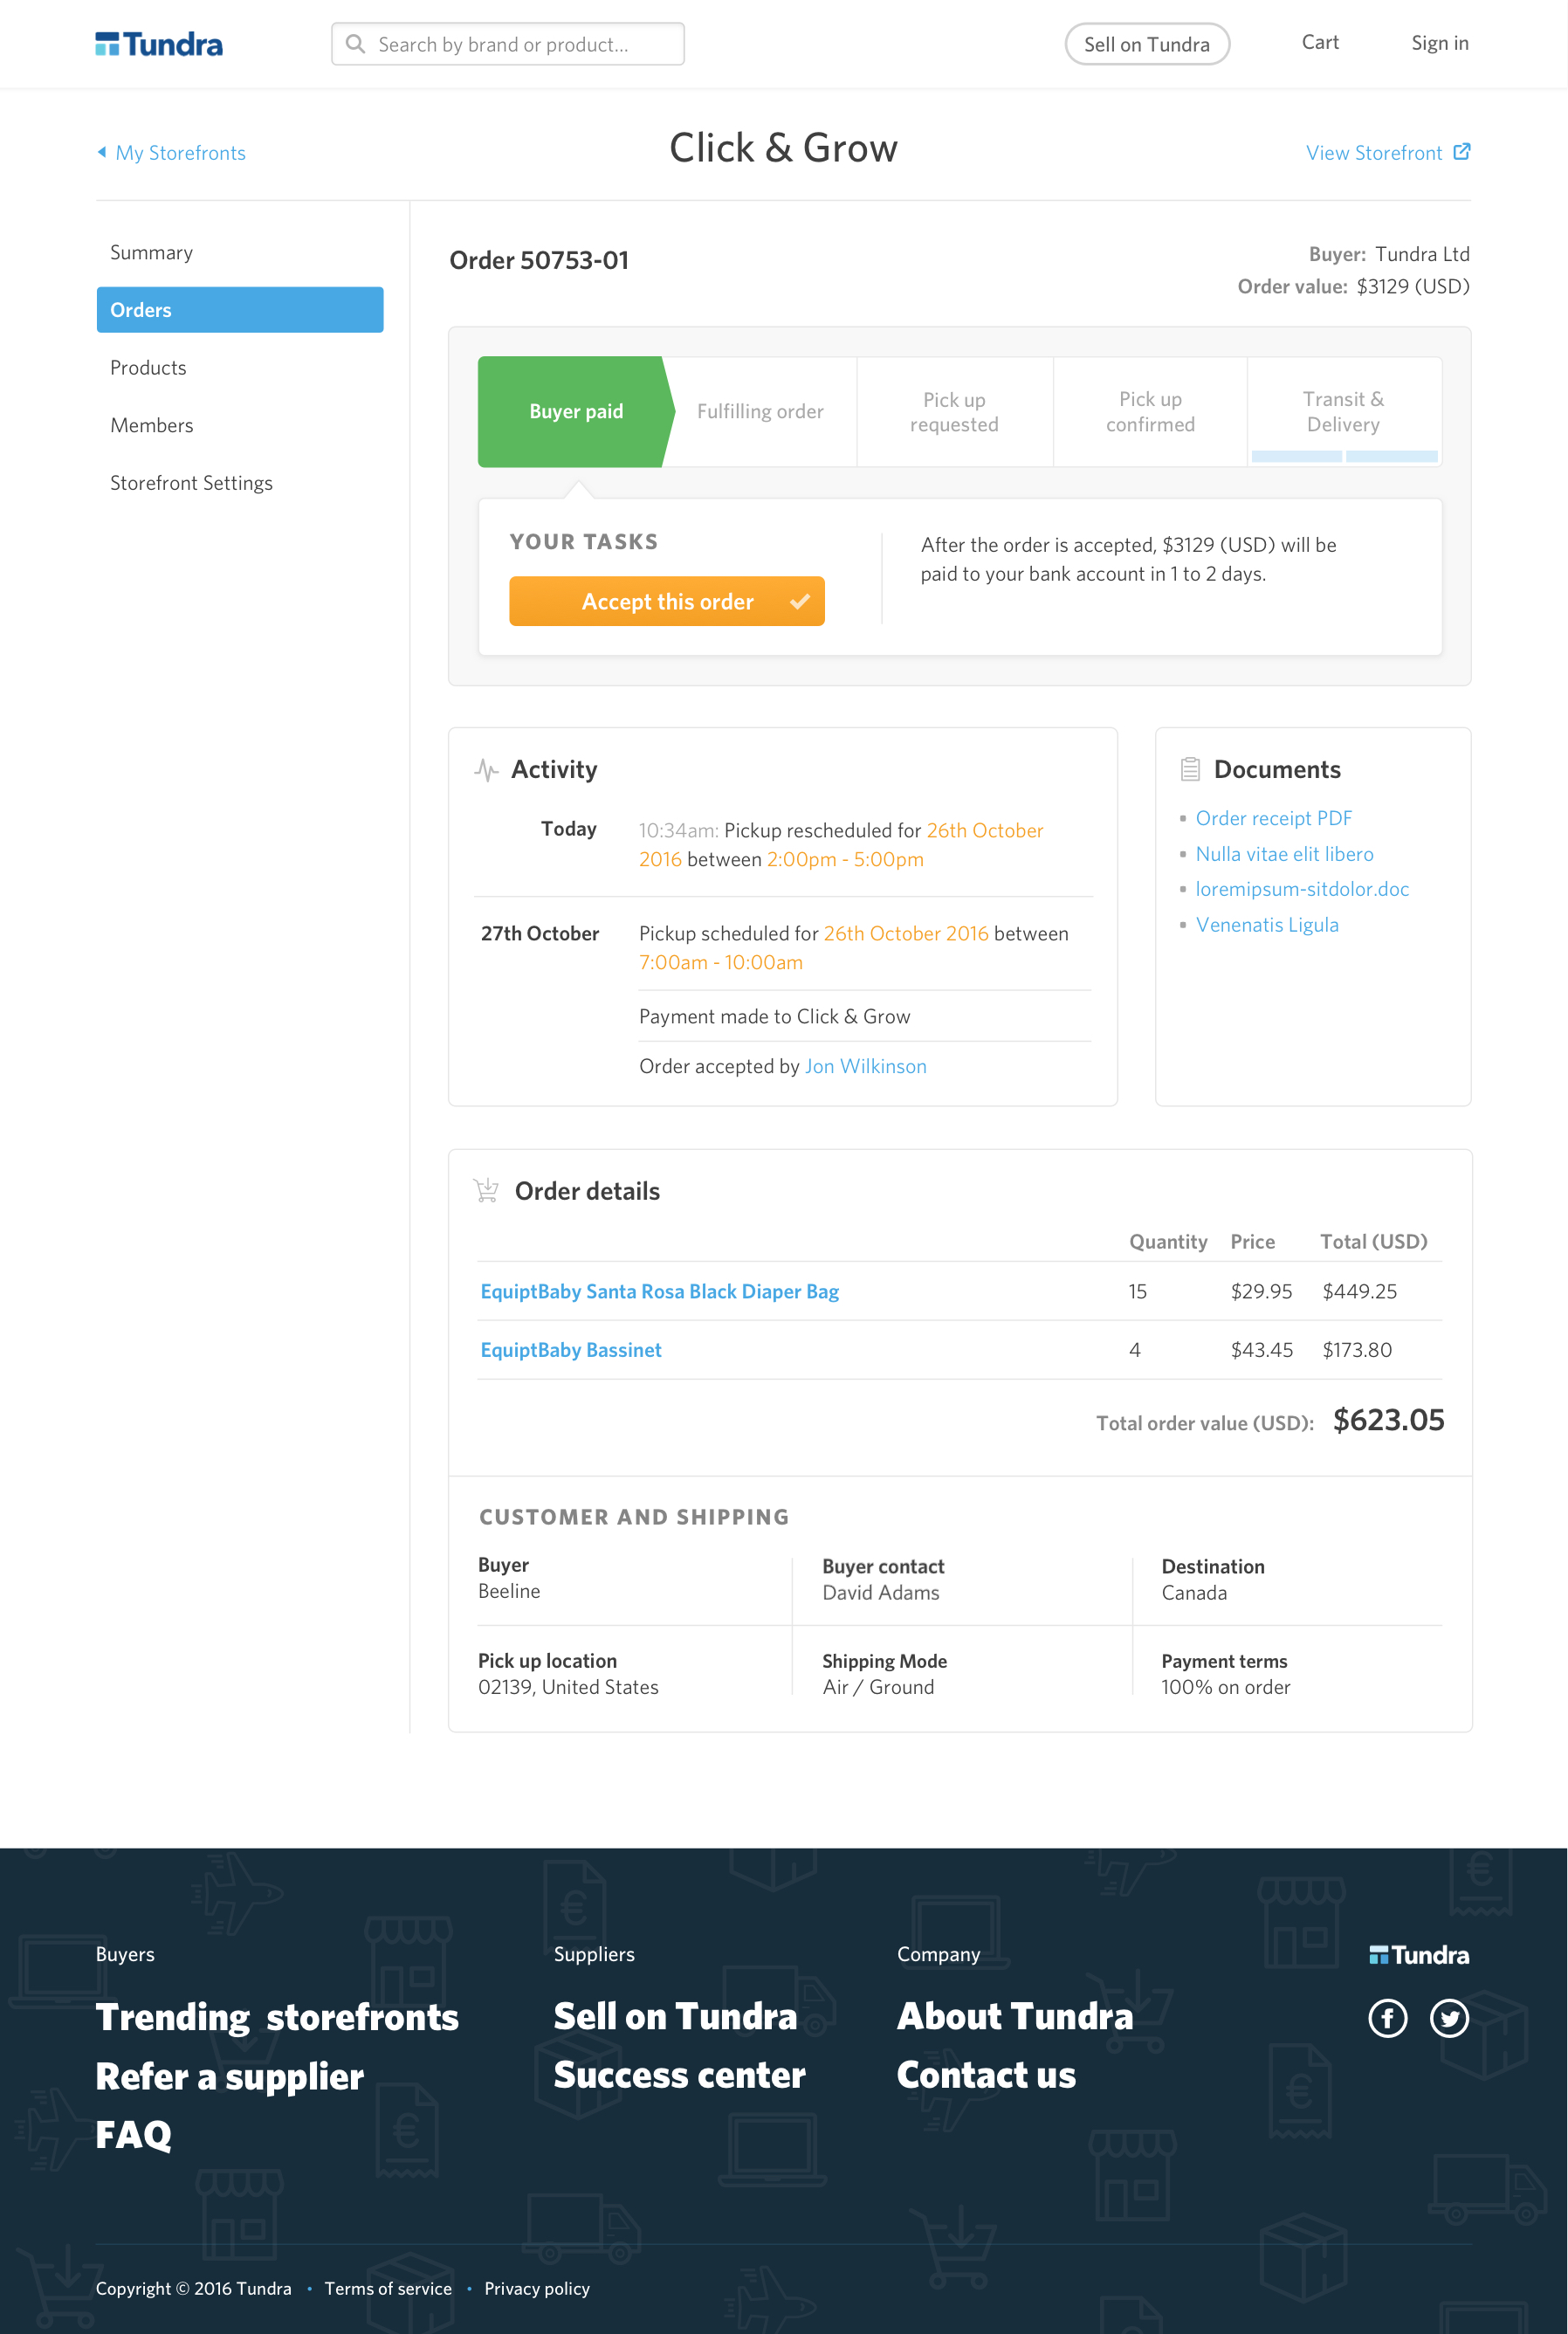 Tundra
Search by brand or product...
Sell on Tundra
Cart
Sign in
My Storefronts
Click & Grow
View Storefront
Summary
Orders
Products
Members
Storefront Settings
Order 50753-01
Buyer: Tundra Ltd
Order value: $3129 (USD)
Buyer paid
Fulfilling order
Pick up
requested
Pick up
confirmed
Transit &
Delivery
YOUR TASKS
Accept this order
After the order is accepted, $3129 (USD) will be
paid to your bank account in 1 to 2 days.
Activity
Today
10:34am: Pickup rescheduled for 26th October
2016 between 2:00pm - 5:00pm
27th October
Pickup scheduled for 26th October 2016 between
7:00am - 10:00am
Payment made to Click & Grow
Order accepted by Jon Wilkinson
Documents
Order receipt PDF
Nulla vitae elit libero
loremipsum-sitdolor.doc
Venenatis Ligula
Order details
Quantity Price Total (USD)
EquiptBaby Santa Rosa Black Diaper Bag 15 $29.95 $449.25
EquiptBaby Bassinet 4 $43.45 $173.80
Total order value (USD): $623.05
CUSTOMER AND SHIPPING
Buyer
Beeline
Buyer contact
David Adams
Destination
Canada
Pick up location
02139, United States
Shipping Mode
Air / Ground
Payment terms
100% on order
Buyers
Trending storefronts
Refer a supplier
FAQ
Suppliers
Sell on Tundra
Success center
Company
About Tundra
Contact us
Tundra
Copyright © 2016 Tundra • Terms of service • Privacy policy